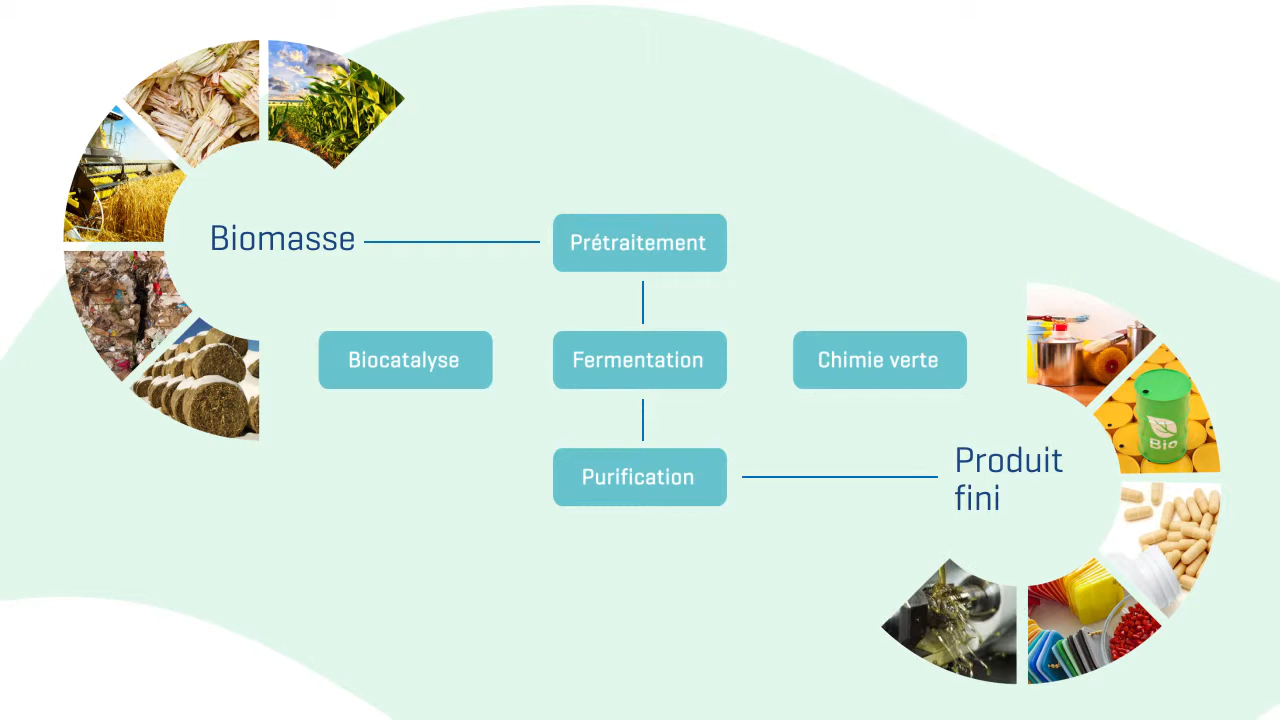 Biomasse
Prétraitement
Biocatalyse
Fermentation
Chimie verte
Purification
Produit
fini
Bio